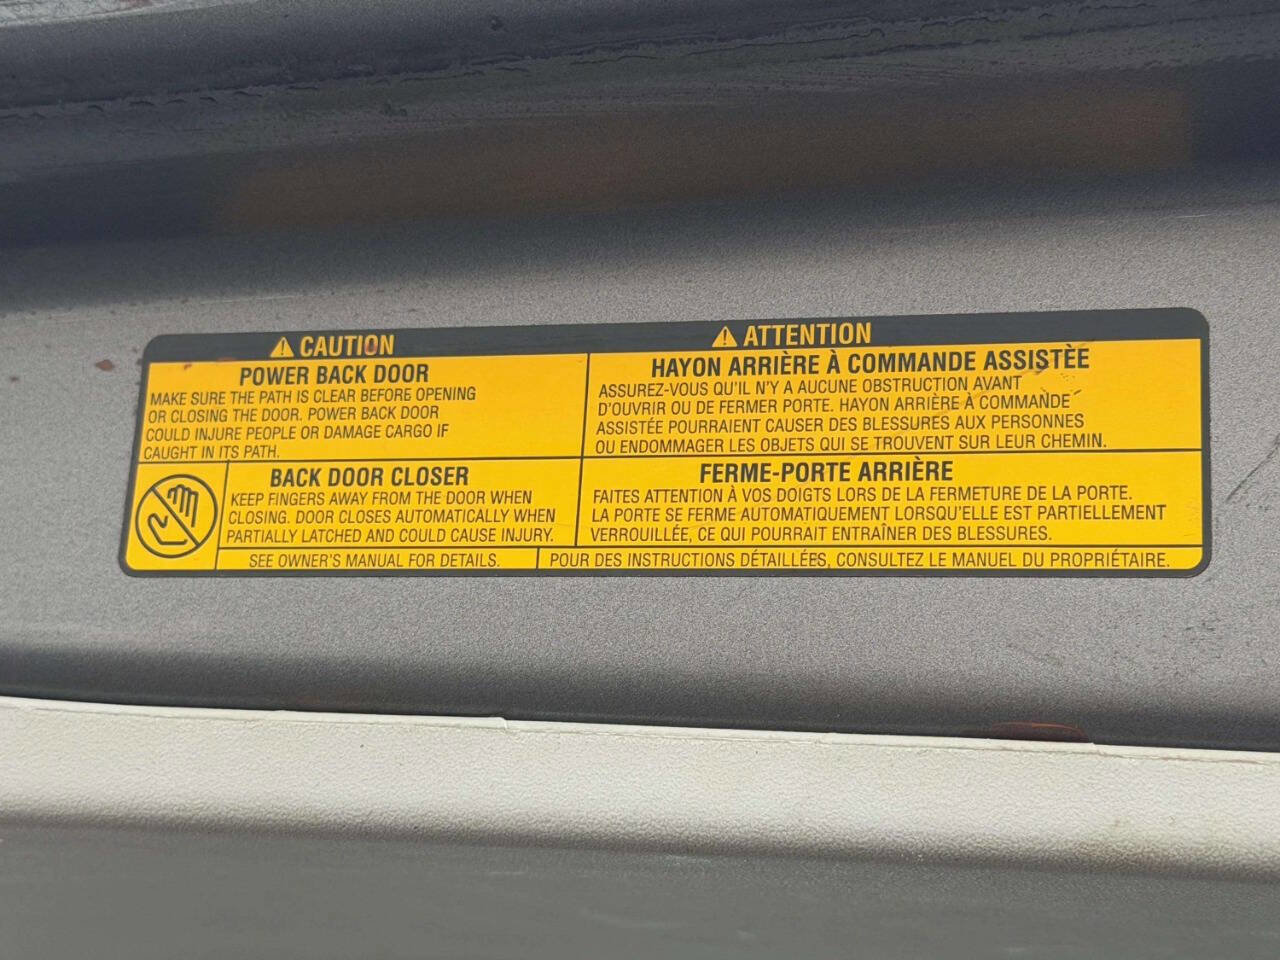 ⚠ CAUTION
POWER BACK DOOR
MAKE SURE THE PATH IS CLEAR BEFORE OPENING
OR CLOSING THE DOOR. POWER BACK DOOR
COULD INJURE PEOPLE OR DAMAGE CARGO IF
CAUGHT IN ITS PATH.
BACK DOOR CLOSER
KEEP FINGERS AWAY FROM THE DOOR WHEN
CLOSING. DOOR CLOSES AUTOMATICALLY WHEN
PARTIALLY LATCHED AND COULD CAUSE INJURY.
SEE OWNER'S MANUAL FOR DETAILS.
⚠ ATTENTION
HAYON ARRIÈRE À COMMANDE ASSISTÈE
ASSUREZ-VOUS QU'IL N'Y A AUCUNE OBSTRUCTION AVANT
D'OUVRIR OU DE FERMER PORTE. HAYON ARRIÈRE À COMMANDE
ASSISTÉE POURRAIENT CAUSER DES BLESSURES AUX PERSONNES
OU ENDOMMAGER LES OBJETS QUI SE TROUVENT SUR LEUR CHEMIN.
FERME-PORTE ARRIÈRE
FAITES ATTENTION À VOS DOIGTS LORS DE LA FERMETURE DE LA PORTE.
LA PORTE SE FERME AUTOMATIQUEMENT LORSQU'ELLE EST PARTIELLEMENT
VERROUILLÉE, CE QUI POURRAIT ENTRAÎNER DES BLESSURES.
POUR DES INSTRUCTIONS DÉTAILLÉES, CONSULTEZ LE MANUEL DU PROPRIÉTAIRE.